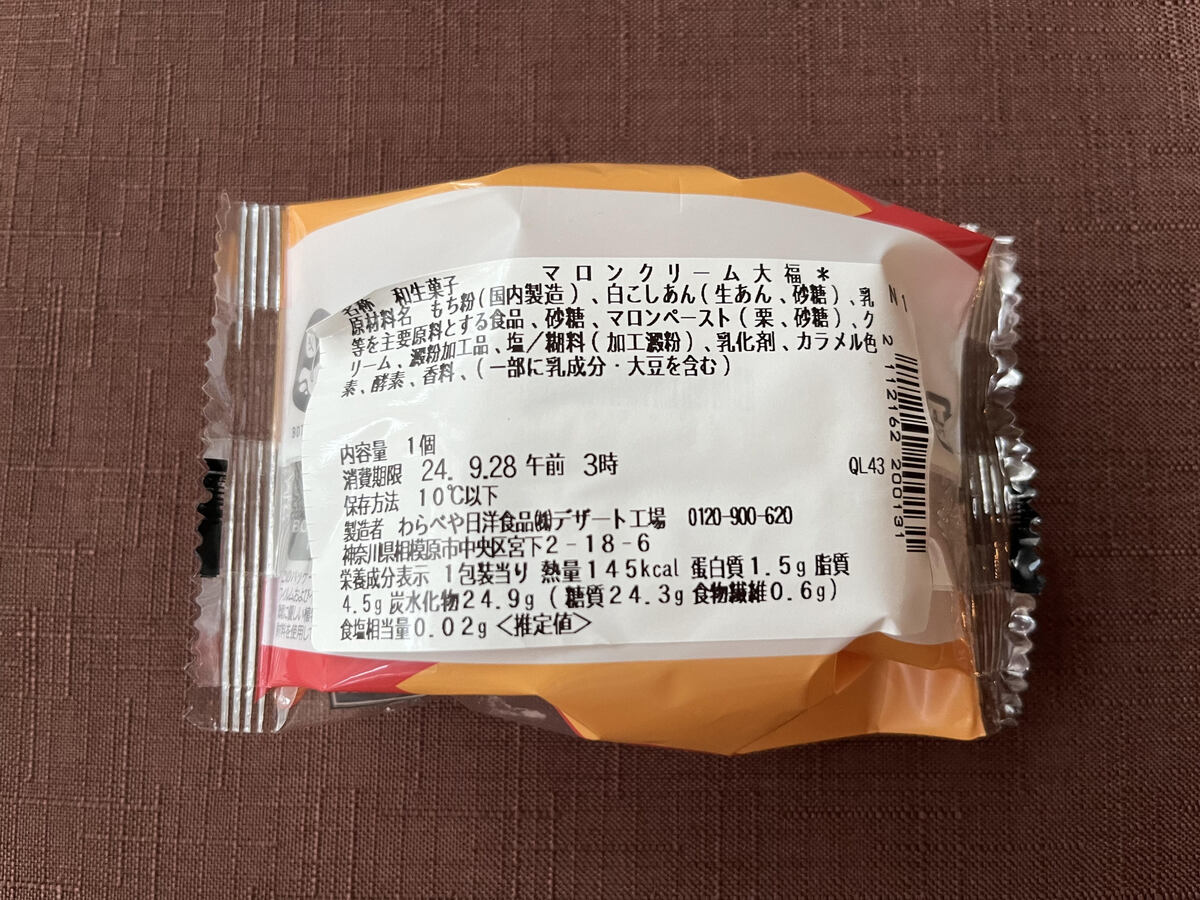 マロンクリーム大福*
名称 和生菓子
原材料名 もち粉(国内製造)、白こしあん(生あん、砂糖)、乳
等を主要原料とする食品、砂糖、マロンペースト(栗、砂糖)、ク
リーム、澱粉加工品、塩/糊料(加工澱粉)、乳化剤、カラメル色
素、酵素、香料、(一部に乳成分・大豆を含む)
内容量 1個
消費期限 24. 9.28 午前 3時
保存方法 10℃以下
製造者 わらべや日洋食品㈱デザート工場 0120-900-620
神奈川県相模原市中央区宮下2-18-6
栄養成分表示 1包装当り 熱量145kcal 蛋白質1.5g 脂質
4.5g 炭水化物24.9g (糖質24.3g 食物繊維0.6g)
食塩相当量0.02g <推定値>
N1
2 112162 200131
QL43